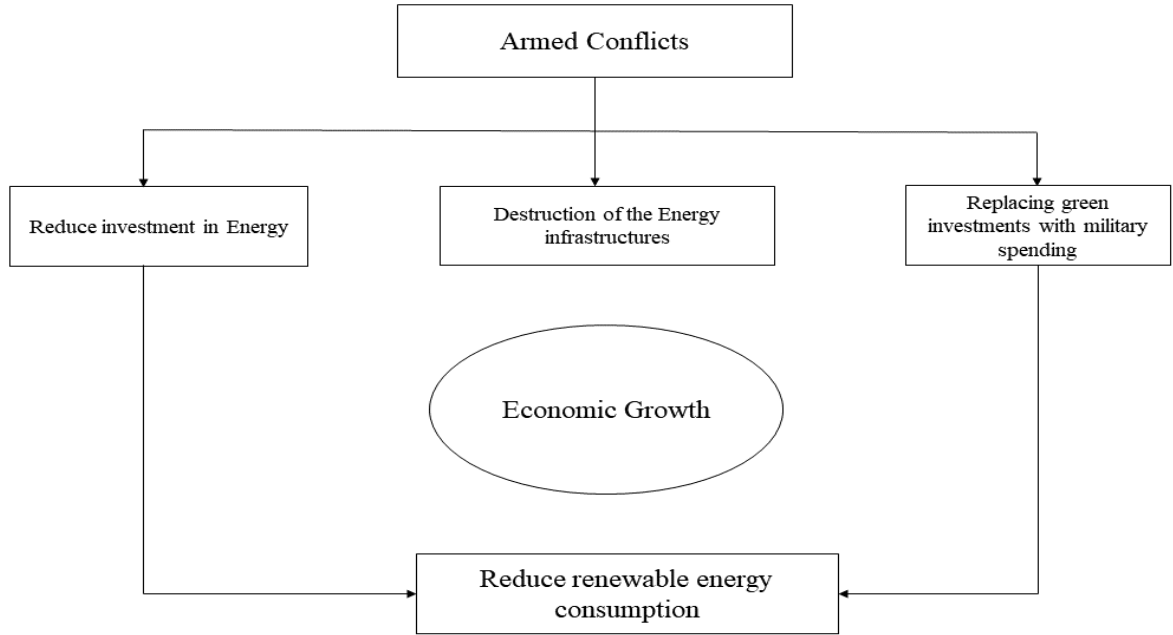 Armed Conflicts
Reduce investment in Energy
Destruction of the Energy
infrastructures
Replacing green
investments with military
spending
Economic Growth
Reduce renewable energy
consumption